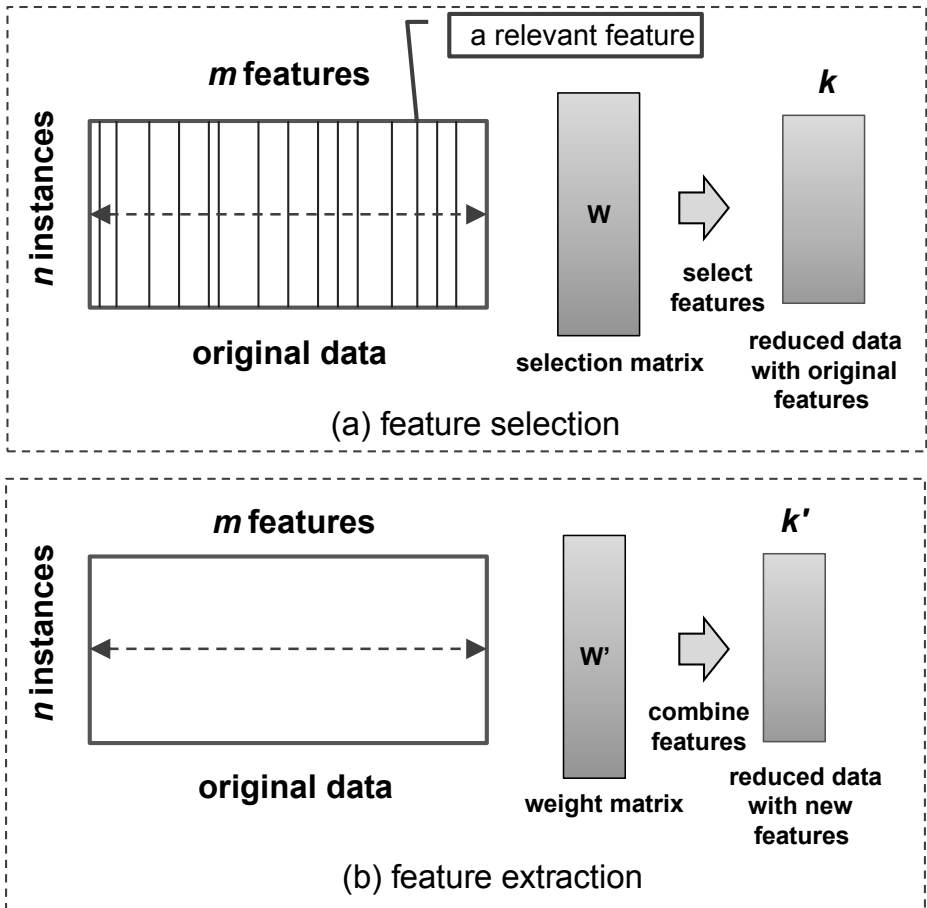 a relevant feature
m features
k
n instances
W
select
features
original data
selection matrix
reduced data
with original
features
(a) feature selection
m features
k'
n instances
W’
combine
features
original data
weight matrix
reduced data
with new
features
(b) feature extraction